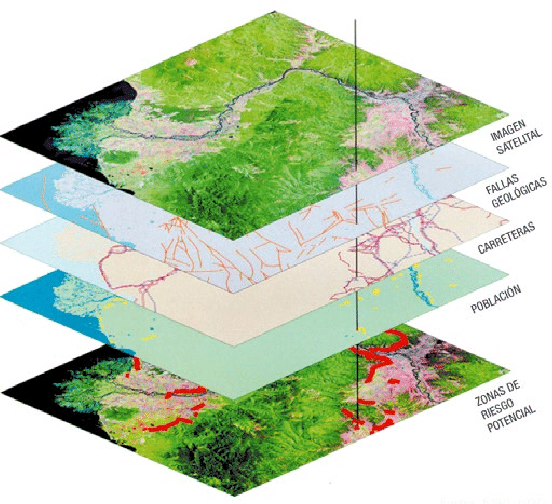 IMAGEN
SATELITAL
FALLAS
GEOLÓGICAS
CARRETERAS
POBLACIÓN
ZONAS DE
RIESGO
POTENCIAL